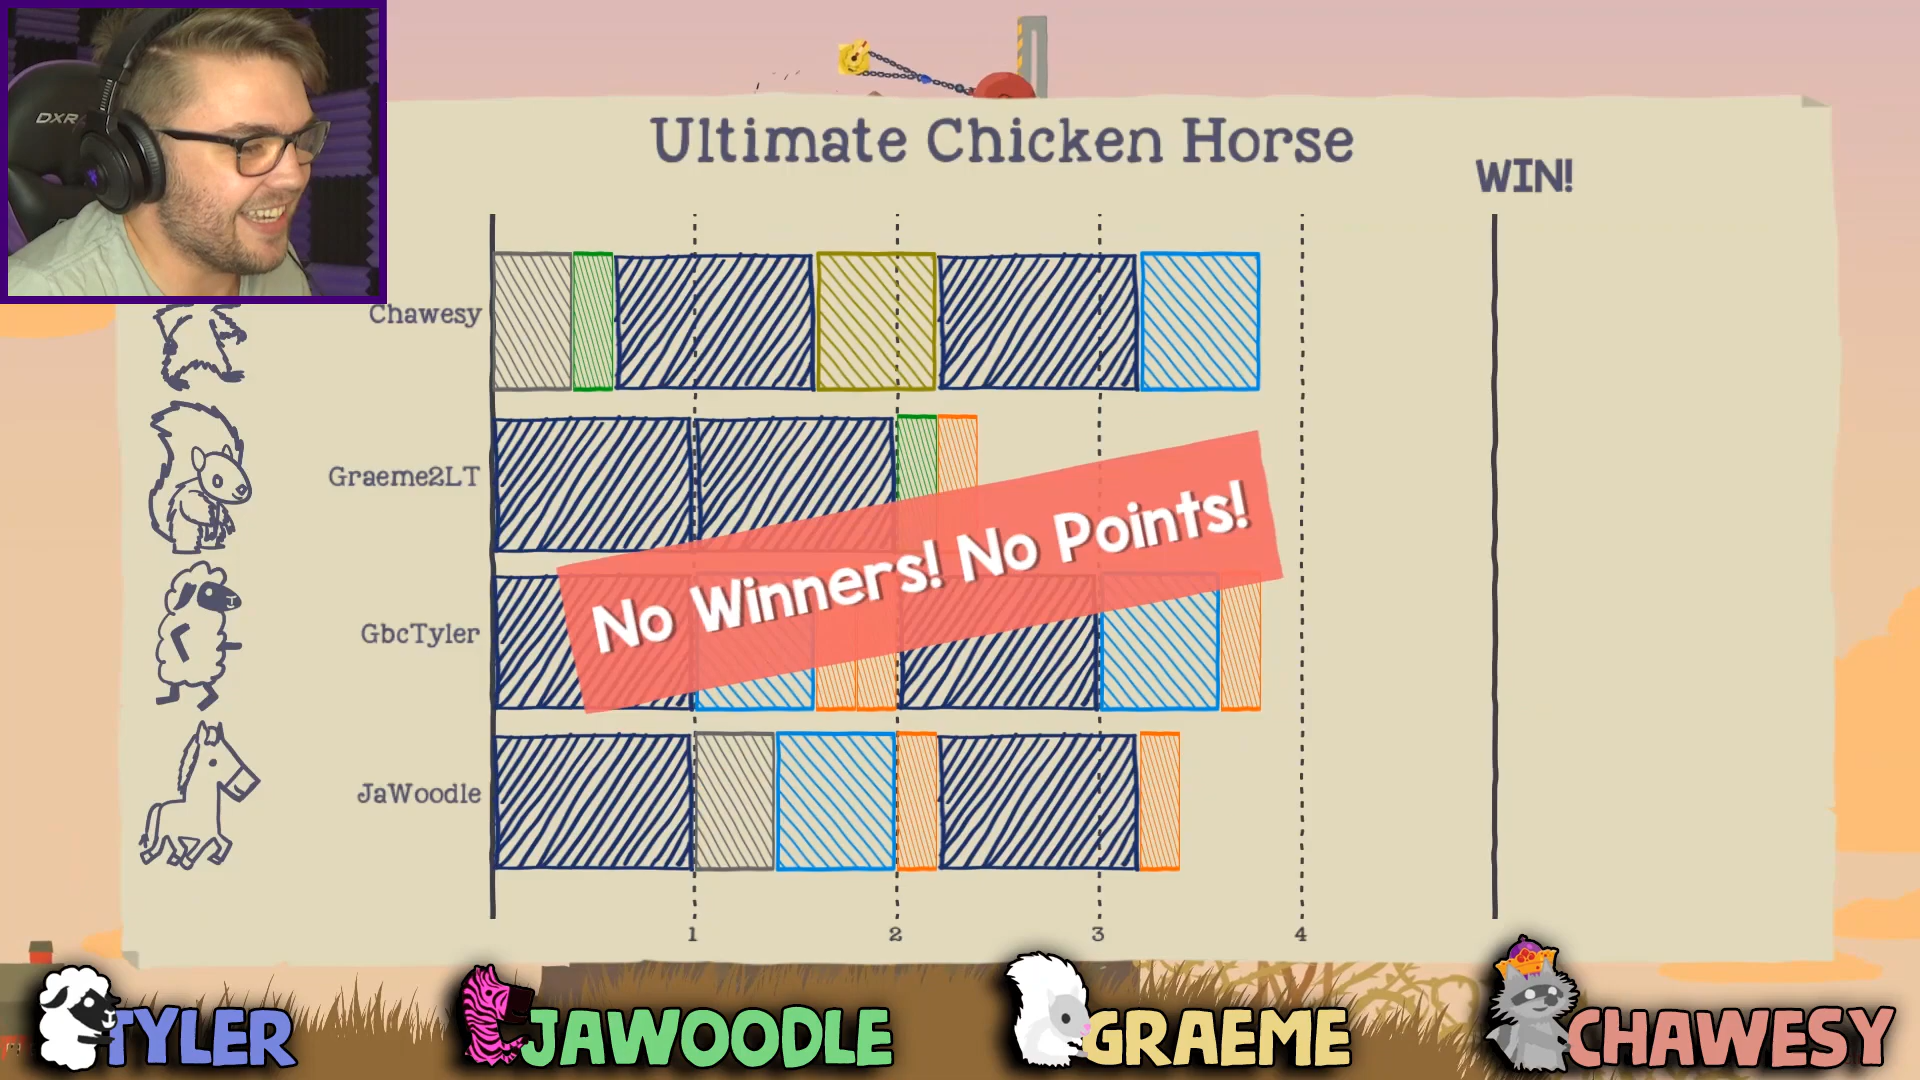 DXR
Ultimate Chicken Horse
WIN!
Chawesy
Graeme2LT
No Winners! No Points!
GbcTyler
JaWoodle
1 2 3 4
TYLER JAWOODLE GRAEME CHAWESY